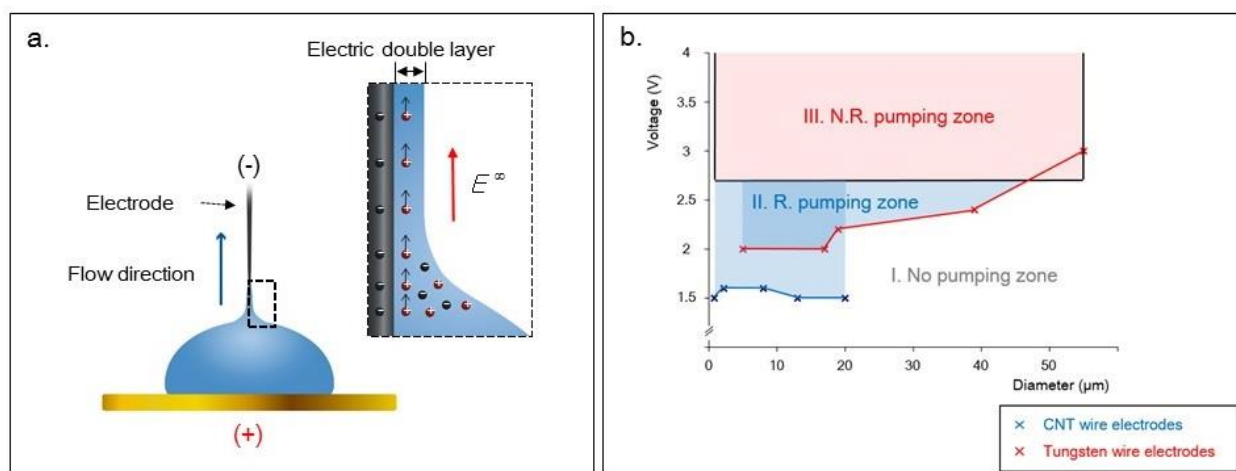 a.
Electric double layer
(-)
Electrode
Flow direction
E∞
(+)
b.
Voltage (V)
4
3.5
3
2.5
2
1.5
III. N.R. pumping zone
II. R. pumping zone
I. No pumping zone
0 10 20 30 40 50
Diameter (μm)
CNT wire electrodes
Tungsten wire electrodes